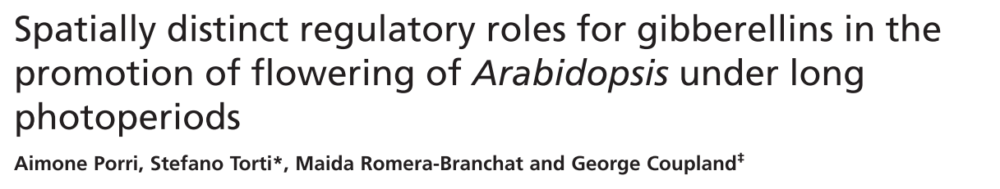 Spatially distinct regulatory roles for gibberellins in the
promotion of flowering of Arabidopsis under long
photoperiods
Aimone Porri, Stefano Torti*, Maida Romera-Branchat and George Coupland‡